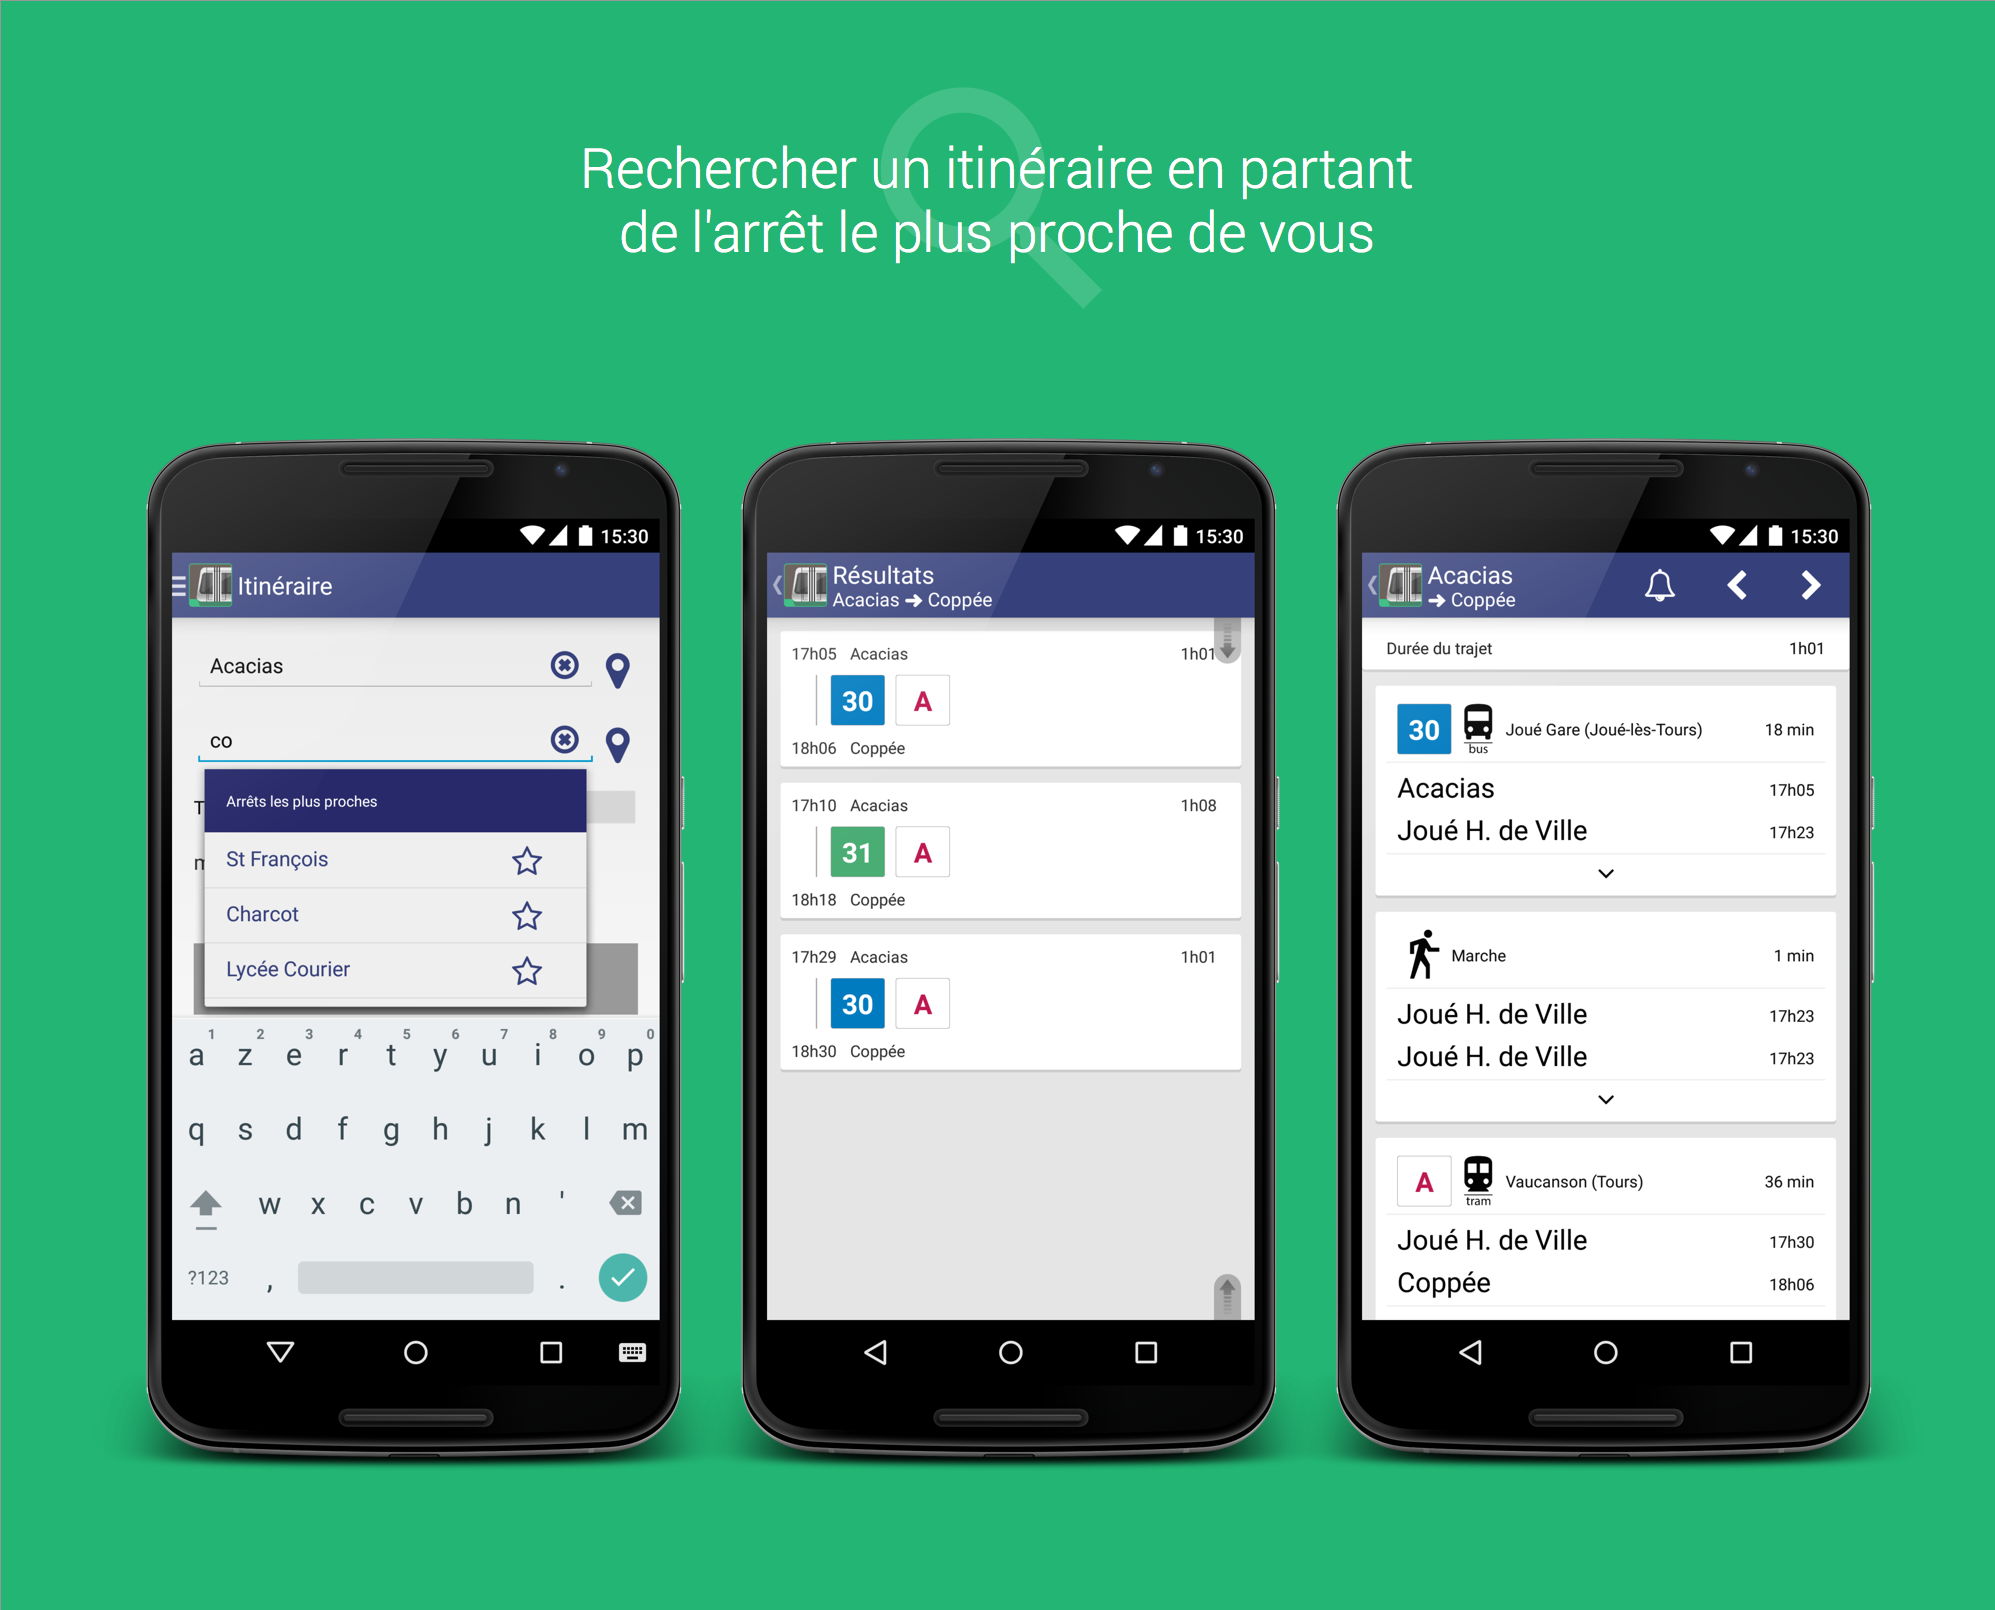 Rechercher un itinéraire en partant
de l'arrêt le plus proche de vous
15:30
Itinéraire
Acacias
co
T
Arrêts les plus proches
m
St François
Charcot
Lycée Courier
1 2 3 4 5 6 7 8 9 0
a z e r t y u i o p
q s d f g h j k l m
w x c v b n '
?123 , .
15:30
Résultats
Acacias → Coppée
17h05 Acacias 1h01
30 A
18h06 Coppée
17h10 Acacias 1h08
31 A
18h18 Coppée
17h29 Acacias 1h01
30 A
18h30 Coppée
15:30
Acacias
→ Coppée
Durée du trajet 1h01
30 bus Joué Gare (Joué-lès-Tours) 18 min
Acacias 17h05
Joué H. de Ville 17h23
Marche 1 min
Joué H. de Ville 17h23
Joué H. de Ville 17h23
A tram Vaucanson (Tours) 36 min
Joué H. de Ville 17h30
Coppée 18h06